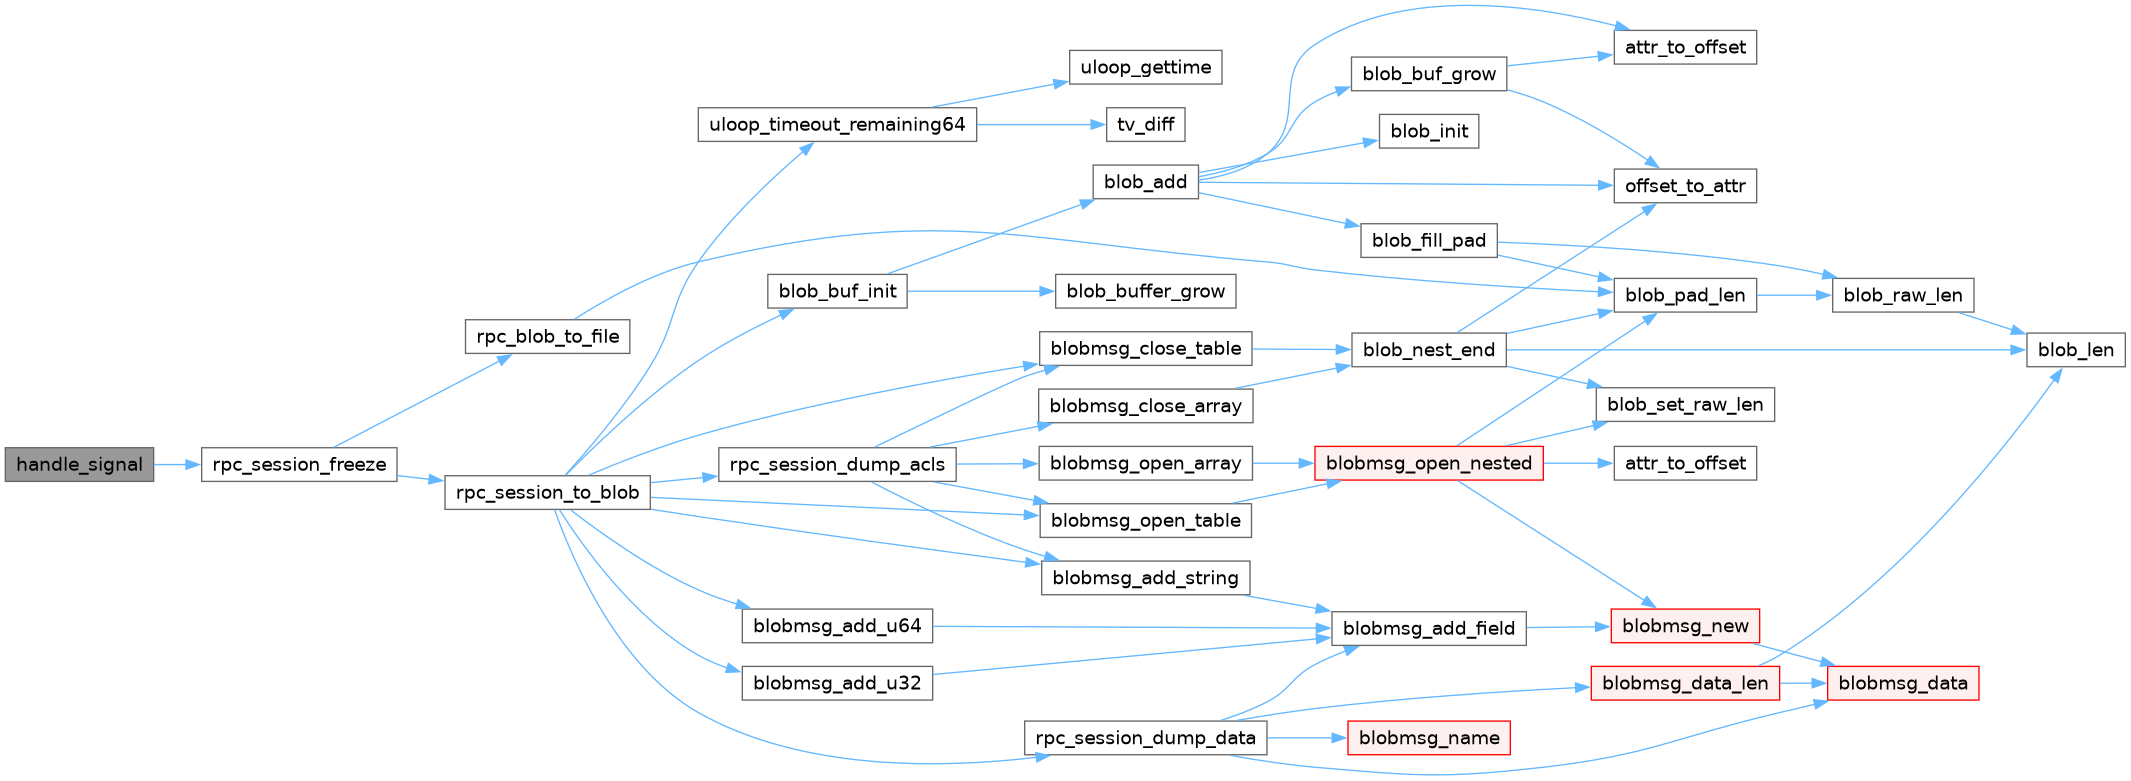 handle_signal
rpc_session_freeze
rpc_blob_to_file
rpc_session_to_blob
uloop_timeout_remaining64
uloop_gettime
tv_diff
blob_buf_init
blob_add
blob_buffer_grow
blob_buf_grow
blob_init
blob_fill_pad
attr_to_offset
offset_to_attr
blob_pad_len
blob_raw_len
blob_len
rpc_session_dump_acls
blobmsg_close_table
blobmsg_close_array
blobmsg_open_array
blobmsg_open_table
blobmsg_add_string
blob_nest_end
blob_set_raw_len
blobmsg_open_nested
attr_to_offset
blobmsg_add_u64
blobmsg_add_u32
blobmsg_add_field
blobmsg_new
rpc_session_dump_data
blobmsg_data_len
blobmsg_data
blobmsg_name